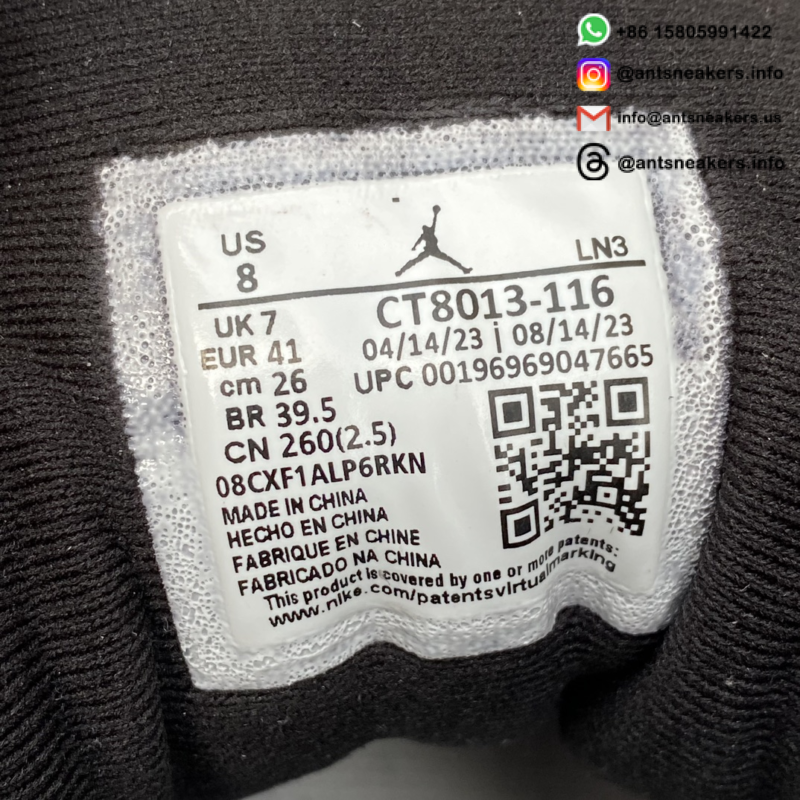 +86 15805991422
@antsneakers.info
info@antsneakers.us
@antsneakers.info
US
8
LN3
UK 7
EUR 41
cm 26
BR 39.5
CN 260(2.5)
CT8013-116
04/14/23 | 08/14/23
UPC 00196969047665
08CXF1ALP6RKN
MADE IN CHINA
HECHO EN CHINA
FABRIQUE EN CHINE
FABRICADO NA CHINA
This product is covered by one or more patents:
www.nike.com/patentsvirtualmarking